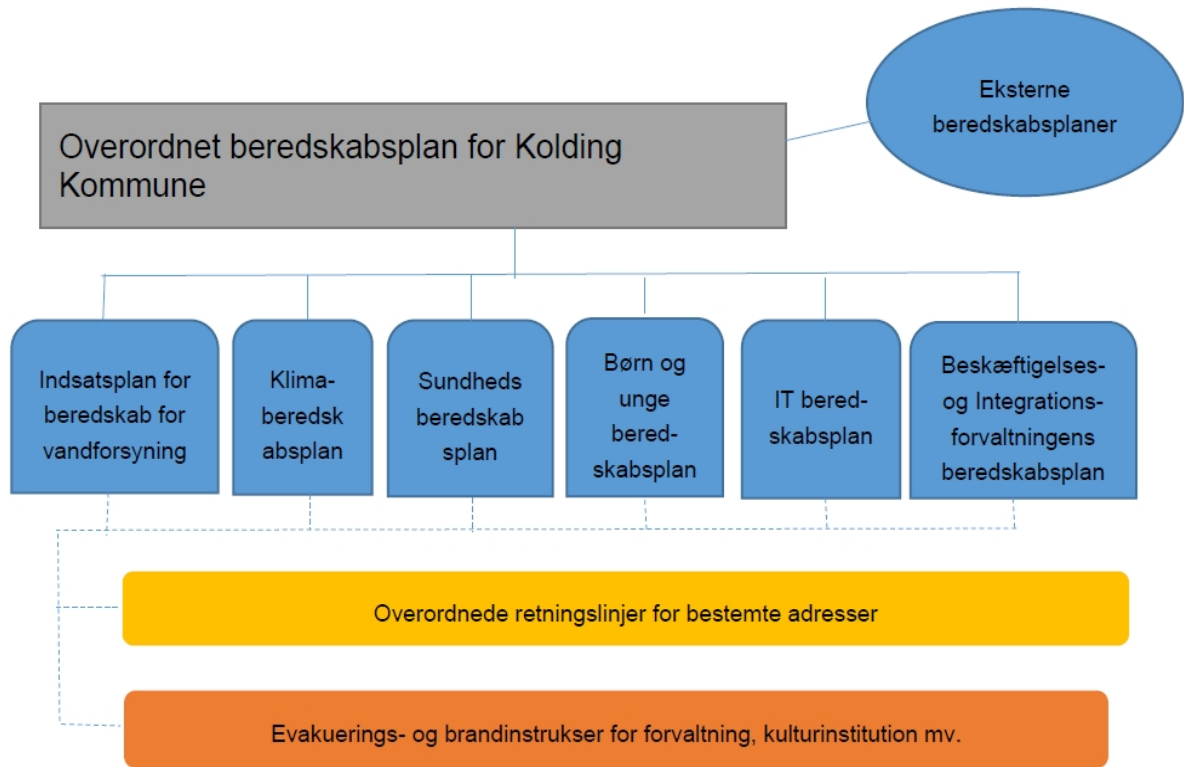 Eksterne
beredskabsplaner
Overordnet beredskabsplan for Kolding
Kommune
Indsatsplan for
beredskab for
vandforsyning
Klima-
beredsk
absplan
Sundheds
beredskab
splan
Børn og
unge
bered-
skabsplan
IT bered-
skabsplan
Beskæftigelses-
og Integrations-
forvaltningens
beredskabsplan
Overordnede retningslinjer for bestemte adresser
Evakuerings- og brandinstrukser for forvaltning, kulturinstitution mv.